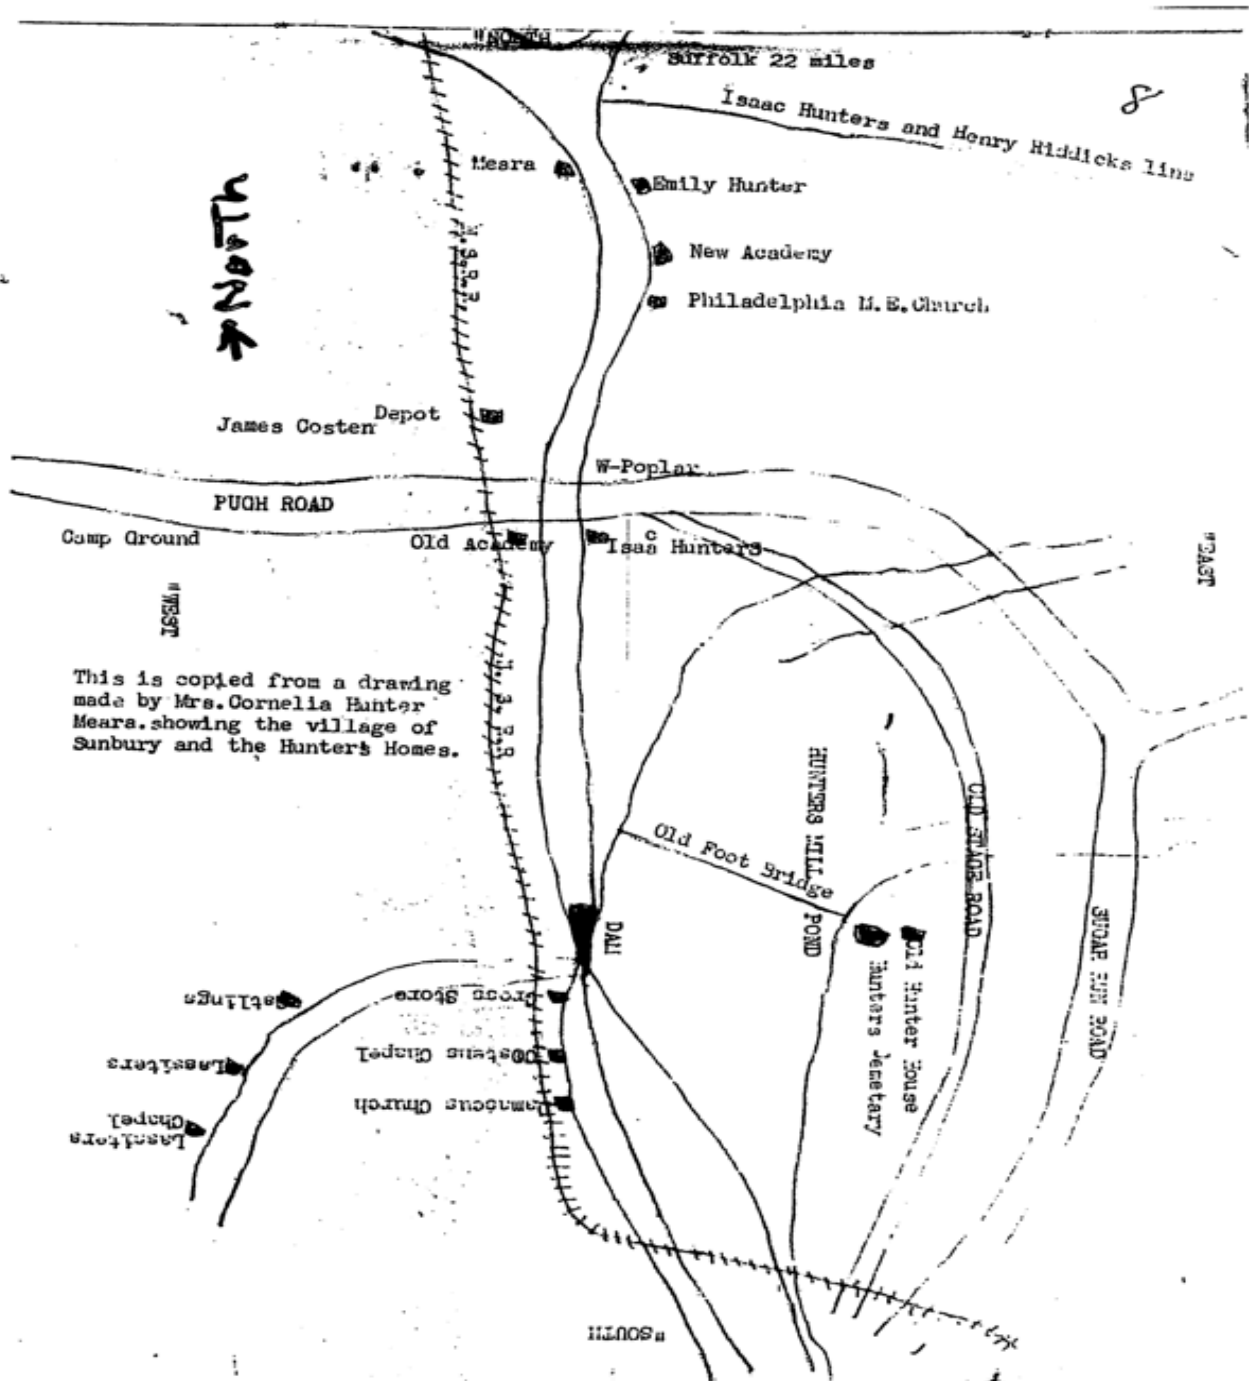 "NORTH
Suffolk 22 miles
8
Isaac Hunters and Henry Riddicks line
Mesra
Emily Hunter
NORTH
New Academy
Philadelphia M.E.Church
Depot
James Costen
W-Poplar
PUGH ROAD
Camp Ground
Old Academy
Isaac Hunters
"EAST
"WEST
This is copied from a drawing
made by Mrs.Cornelia Hunter
Mears.showing the village of
Sunbury and the Hunters Homes.
HUNTERS MILL POND
OLD STAGE ROAD
Old Foot Bridge
DAM
SUGAR RUN ROAD
Old Hunter House
Hunters Cemetary
Gatlings
Cross Store
Lassiters
Costens Chapel
Damascus Church
Lassiters
Chapel
"SOUTH